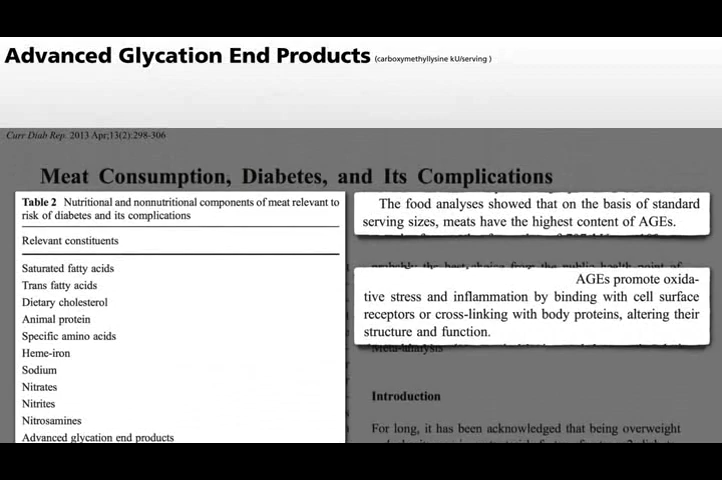 Advanced Glycation End Products (carboxymethyllysine kU/serving )
Curr Diab Rep. 2013 Apr;13(2):298-306
Meat Consumption, Diabetes, and Its Complications
Table 2 Nutritional and nonnutritional components of meat relevant to
risk of diabetes and its complications
Relevant constituents
Saturated fatty acids
Trans fatty acids
Dietary cholesterol
Animal protein
Specific amino acids
Heme-iron
Sodium
Nitrates
Nitrites
Nitrosamines
Advanced glycation end products
The food analyses showed that on the basis of standard
serving sizes, meats have the highest content of AGEs.
AGEs promote oxida-
tive stress and inflammation by binding with cell surface
receptors or cross-linking with body proteins, altering their
structure and function.
Introduction
For long, it has been acknowledged that being overweight